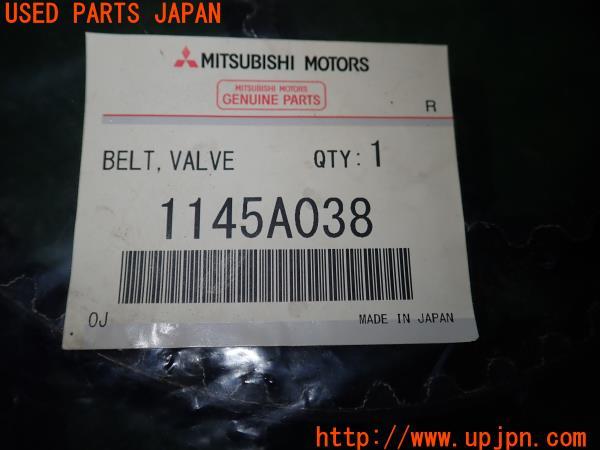 USED PARTS JAPAN
MITSUBISHI MOTORS
MITSUBISHI MOTORS
GENUINE PARTS
R
BELT, VALVE QTY: 1
1145A038
OJ MADE IN JAPAN
http://www.upjpn.com